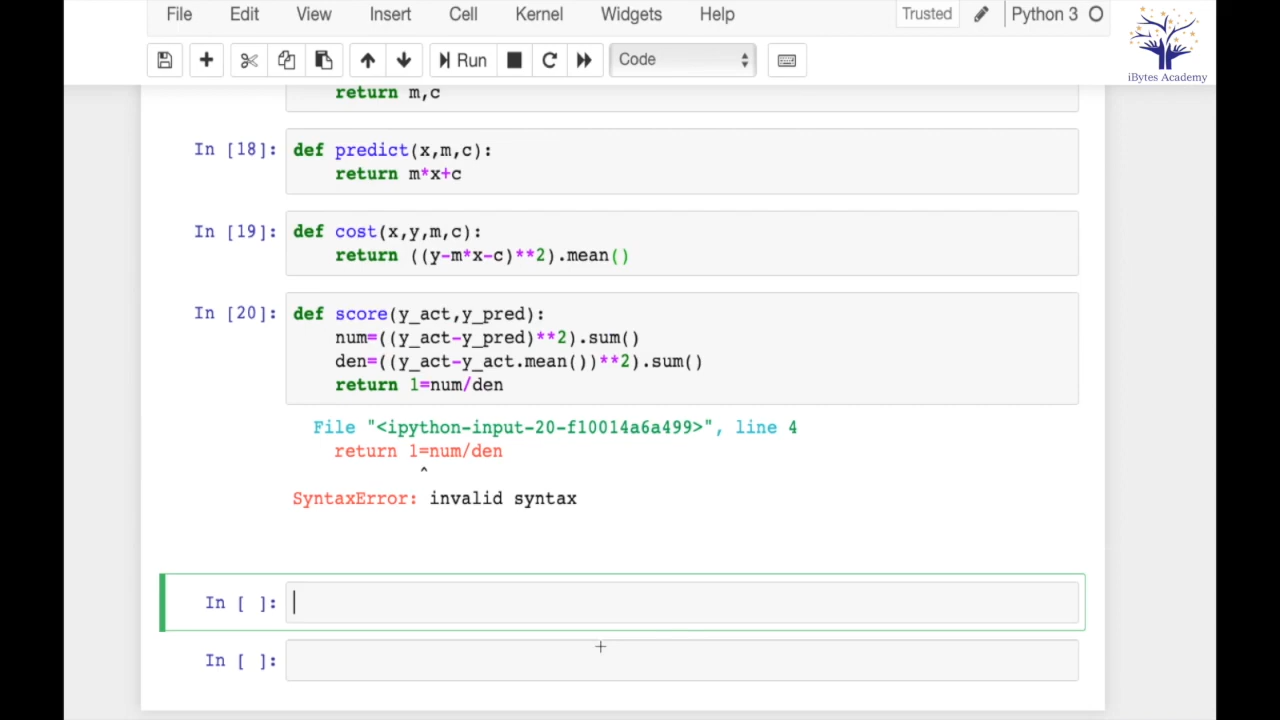 File Edit View Insert Cell Kernel Widgets Help Trusted Python 3
Run Code
iBytes Academy
return m,c
In [18]: def predict(x,m,c):
return m*x+c
In [19]: def cost(x,y,m,c):
return ((y-m*x-c)**2).mean()
In [20]: def score(y_act,y_pred):
num=((y_act-y_pred)**2).sum()
den=((y_act-y_act.mean())**2).sum()
return 1=num/den
File "<ipython-input-20-f10014a6a499>", line 4
return 1=num/den
^
SyntaxError: invalid syntax
In [ ]:
In [ ]: